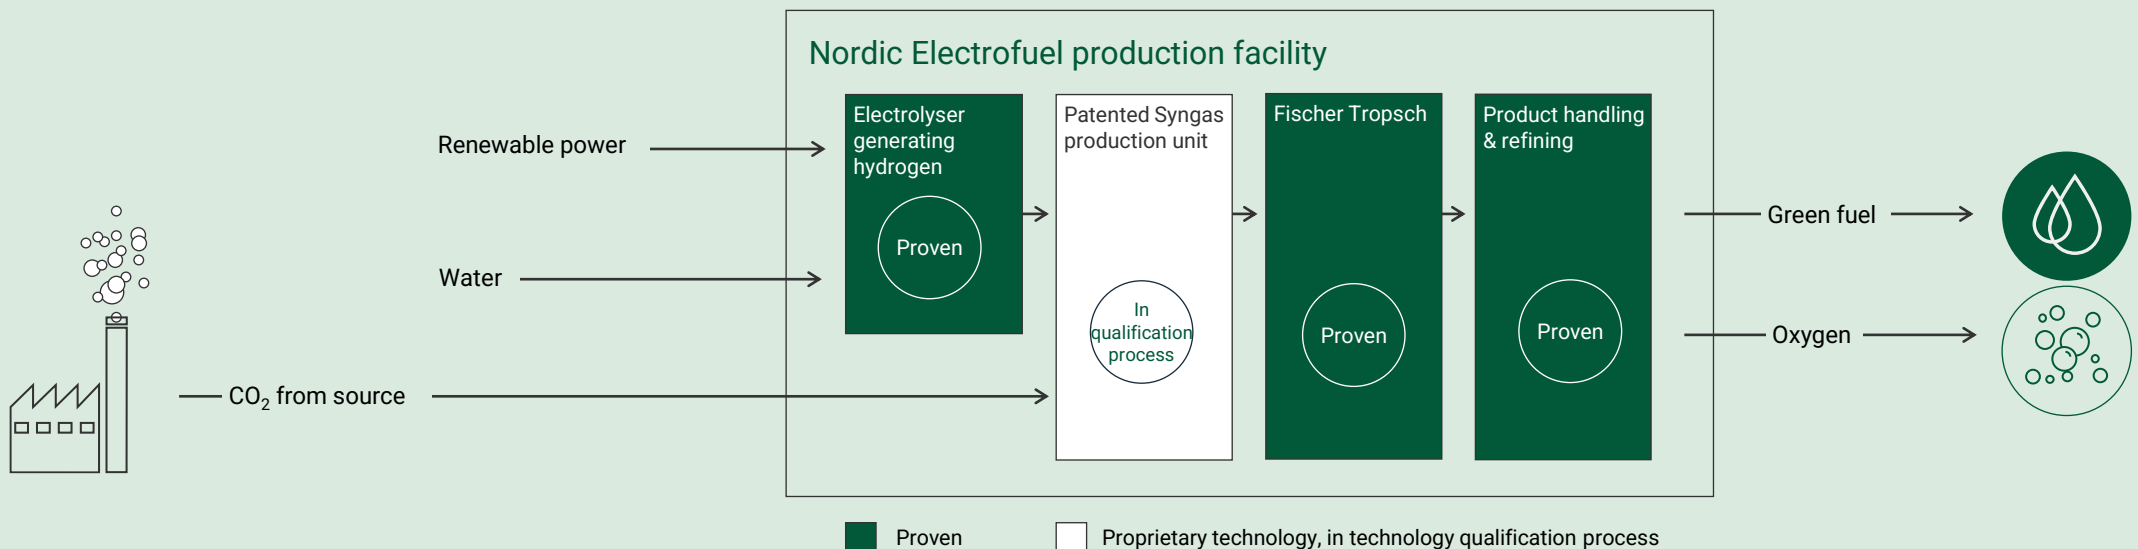 Nordic Electrofuel production facility
Renewable power
Water
CO₂ from source
Electrolyser
generating
hydrogen
Proven
Patented Syngas
production unit
In
qualification
process
Fischer Tropsch
Proven
Product handling
& refining
Proven
Green fuel
Oxygen
Proven
Proprietary technology, in technology qualification process